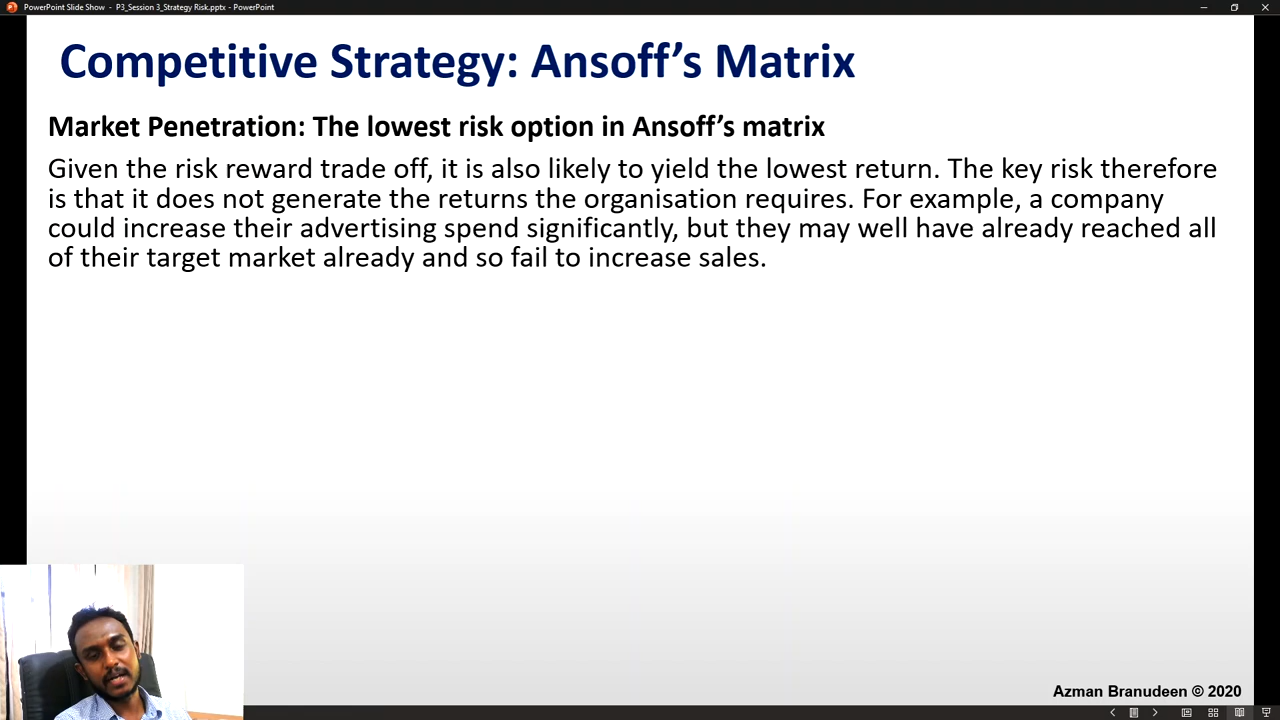 PowerPoint Slide Show - P3_Session 3_Strategy Risk.pptx - PowerPoint
Competitive Strategy: Ansoff’s Matrix
Market Penetration: The lowest risk option in Ansoff’s matrix
Given the risk reward trade off, it is also likely to yield the lowest return. The key risk therefore
is that it does not generate the returns the organisation requires. For example, a company
could increase their advertising spend significantly, but they may well have already reached all
of their target market already and so fail to increase sales.
Azman Branudeen © 2020